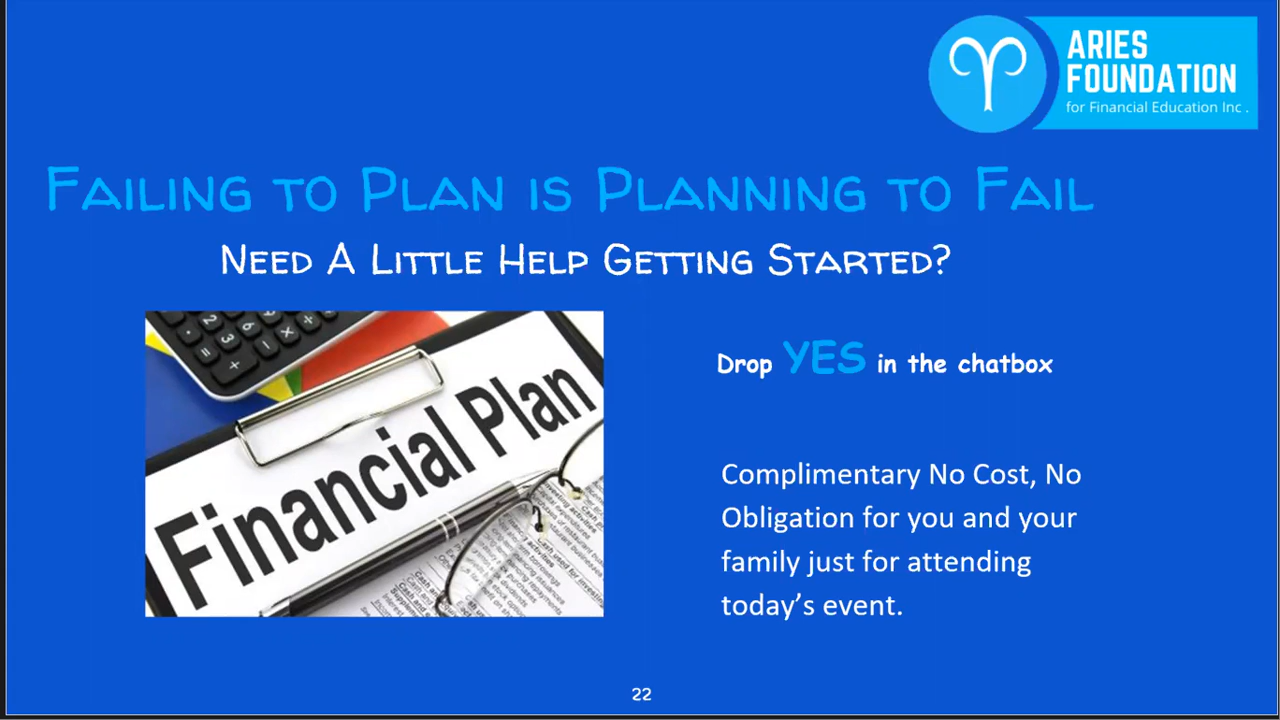 ARIES
FOUNDATION
for Financial Education Inc .
Failing to Plan is Planning to Fail
Need A Little Help Getting Started?
Drop YES in the chatbox
Financial Plan
Complimentary No Cost, No
Obligation for you and your
family just for attending
today’s event.
22